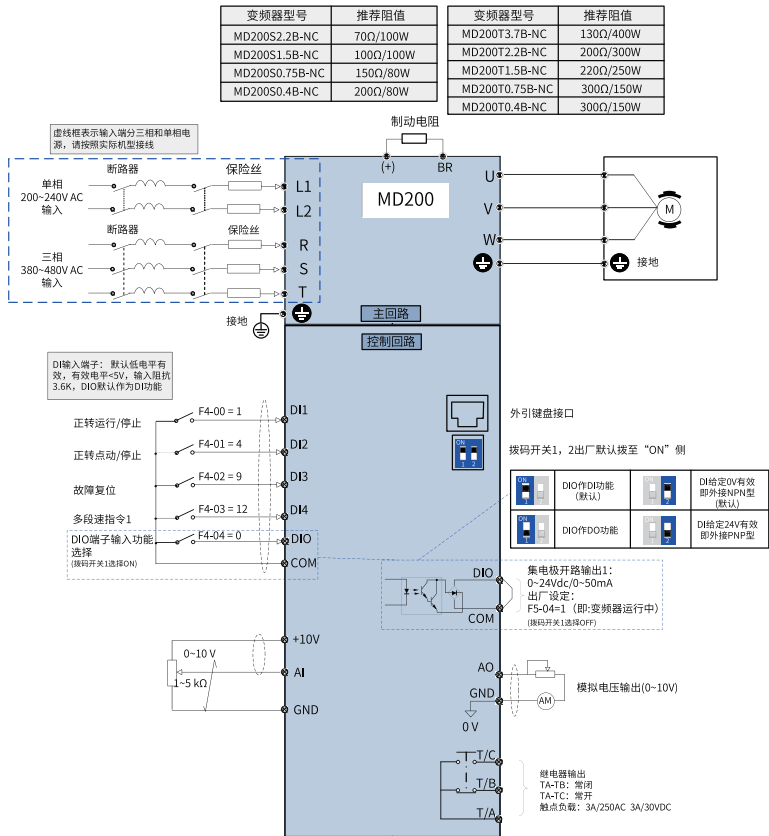 变频器型号 推荐阻值
MD200S2.2B-NC 70Ω/100W
MD200S1.5B-NC 100Ω/100W
MD200S0.75B-NC 150Ω/80W
MD200S0.4B-NC 200Ω/80W
变频器型号 推荐阻值
MD200T3.7B-NC 130Ω/400W
MD200T2.2B-NC 200Ω/300W
MD200T1.5B-NC 220Ω/250W
MD200T0.75B-NC 300Ω/150W
MD200T0.4B-NC 300Ω/150W
虚线框表示输入端分三相和单相电
源，请按照实际机型接线
制动电阻
(+) BR
MD200
断路器 保险丝
单相
200~240V AC
输入
L1
L2
断路器 保险丝
三相
380~480V AC
输入
R
S
T
接地
U
V
W
M
接地
主回路
控制回路
DI输入端子： 默认低电平有
效，有效电平<5V，输入阻抗
3.6K，DIO默认作为DI功能
正转运行/停止 F4-00 = 1 DI1
正转点动/停止 F4-01 = 4 DI2
故障复位 F4-02 = 9 DI3
多段速指令1 F4-03 = 12 DI4
DIO端子输入功能
选择
(拨码开关1选择ON)
F4-04 = 0 DIO
COM
外引键盘接口
ON
1 2
拨码开关1，2出厂默认拨至“ON”侧
ON
1
DIO作DI功能
(默认)
ON
2
DI给定0V有效
即外接NPN型
(默认)
ON
1
DIO作DO功能
ON
2
DI给定24V有效
即外接PNP型
DIO
COM
集电极开路输出1：
0~24Vdc/0~50mA
出厂设定：
F5-04=1（即:变频器运行中）
(拨码开关1选择OFF)
+10V
0~10 V
AI
1~5 kΩ
GND
AO
GND
0 V
AM
模拟电压输出(0~10V)
T/C
T/B
T/A
继电器输出
TA-TB：常闭
TA-TC：常开
触点负载：3A/250AC 3A/30VDC